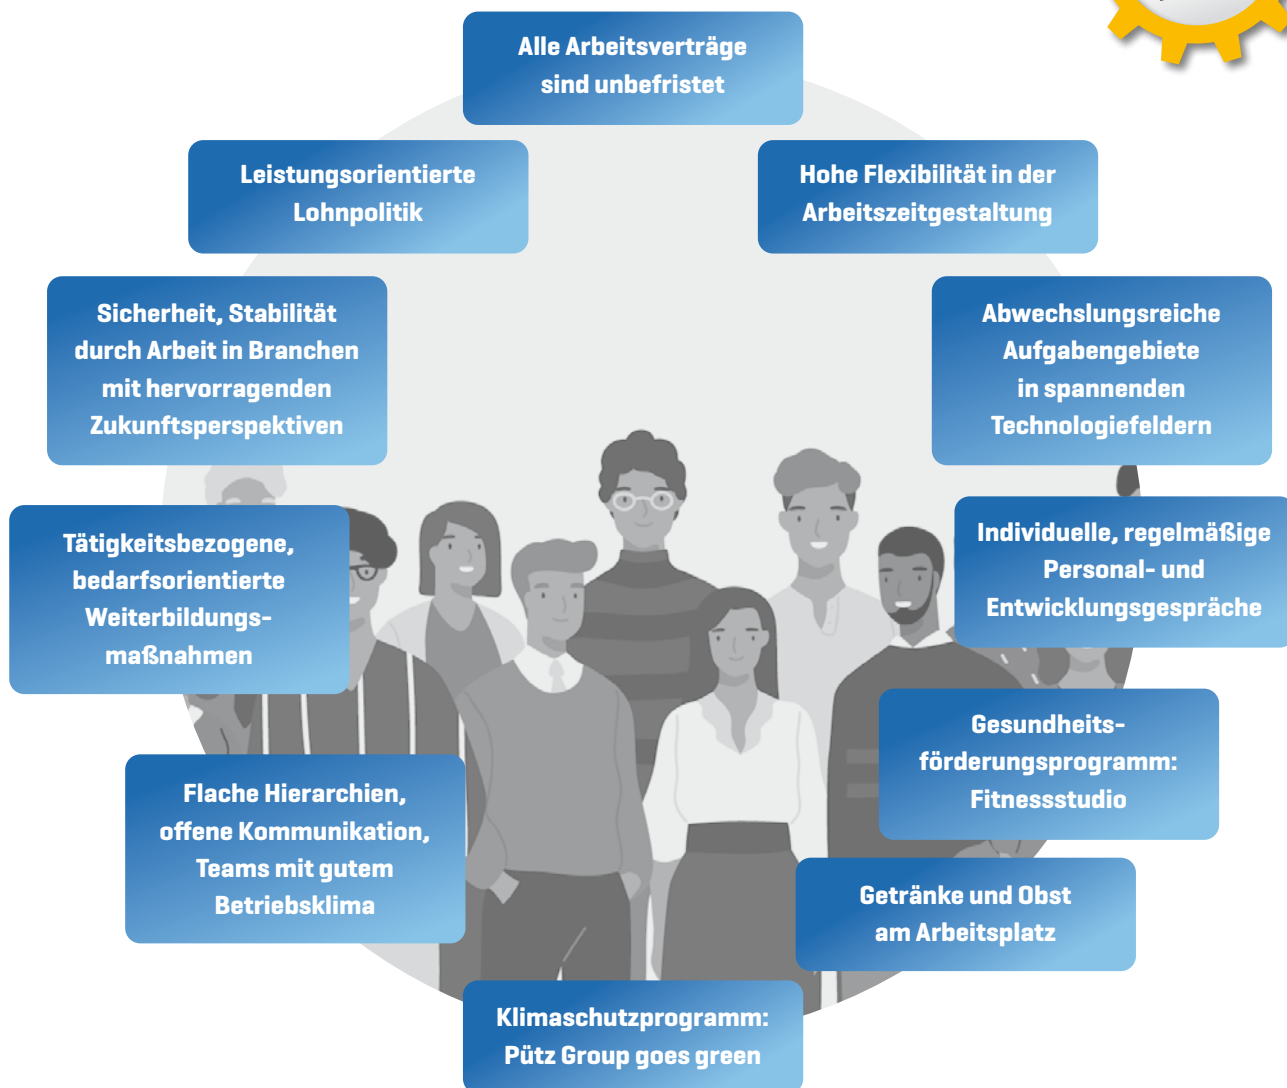 Alle Arbeitsverträge
sind unbefristet
Leistungsorientierte
Lohnpolitik
Hohe Flexibilität in der
Arbeitszeitgestaltung
Sicherheit, Stabilität
durch Arbeit in Branchen
mit hervorragenden
Zukunftsperspektiven
Abwechslungsreiche
Aufgabengebiete
in spannenden
Technologiefeldern
Tätigkeitsbezogene,
bedarfsorientierte
Weiterbildungs-
maßnahmen
Individuelle, regelmäßige
Personal- und
Entwicklungsgespräche
Gesundheits-
förderungsprogramm:
Fitnessstudio
Flache Hierarchien,
offene Kommunikation,
Teams mit gutem
Betriebsklima
Getränke und Obst
am Arbeitsplatz
Klimaschutzprogramm:
Pütz Group goes green